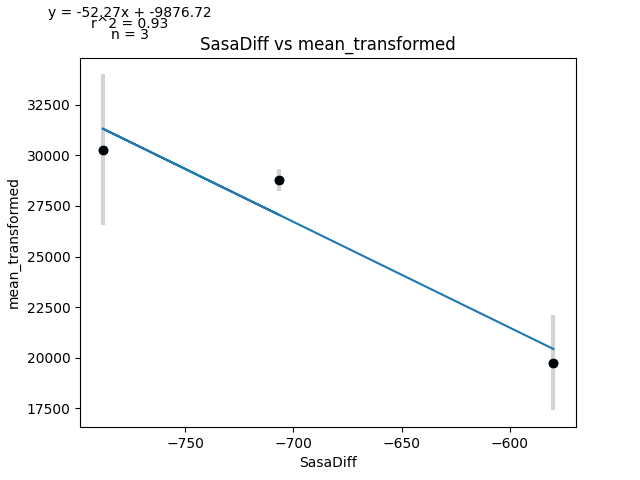 y = -52.27x + -9876.72
r^2 = 0.93
n = 3
SasaDiff vs mean_transformed
mean_transformed
32500
30000
27500
25000
22500
20000
17500
−750
−700
−650
−600
SasaDiff